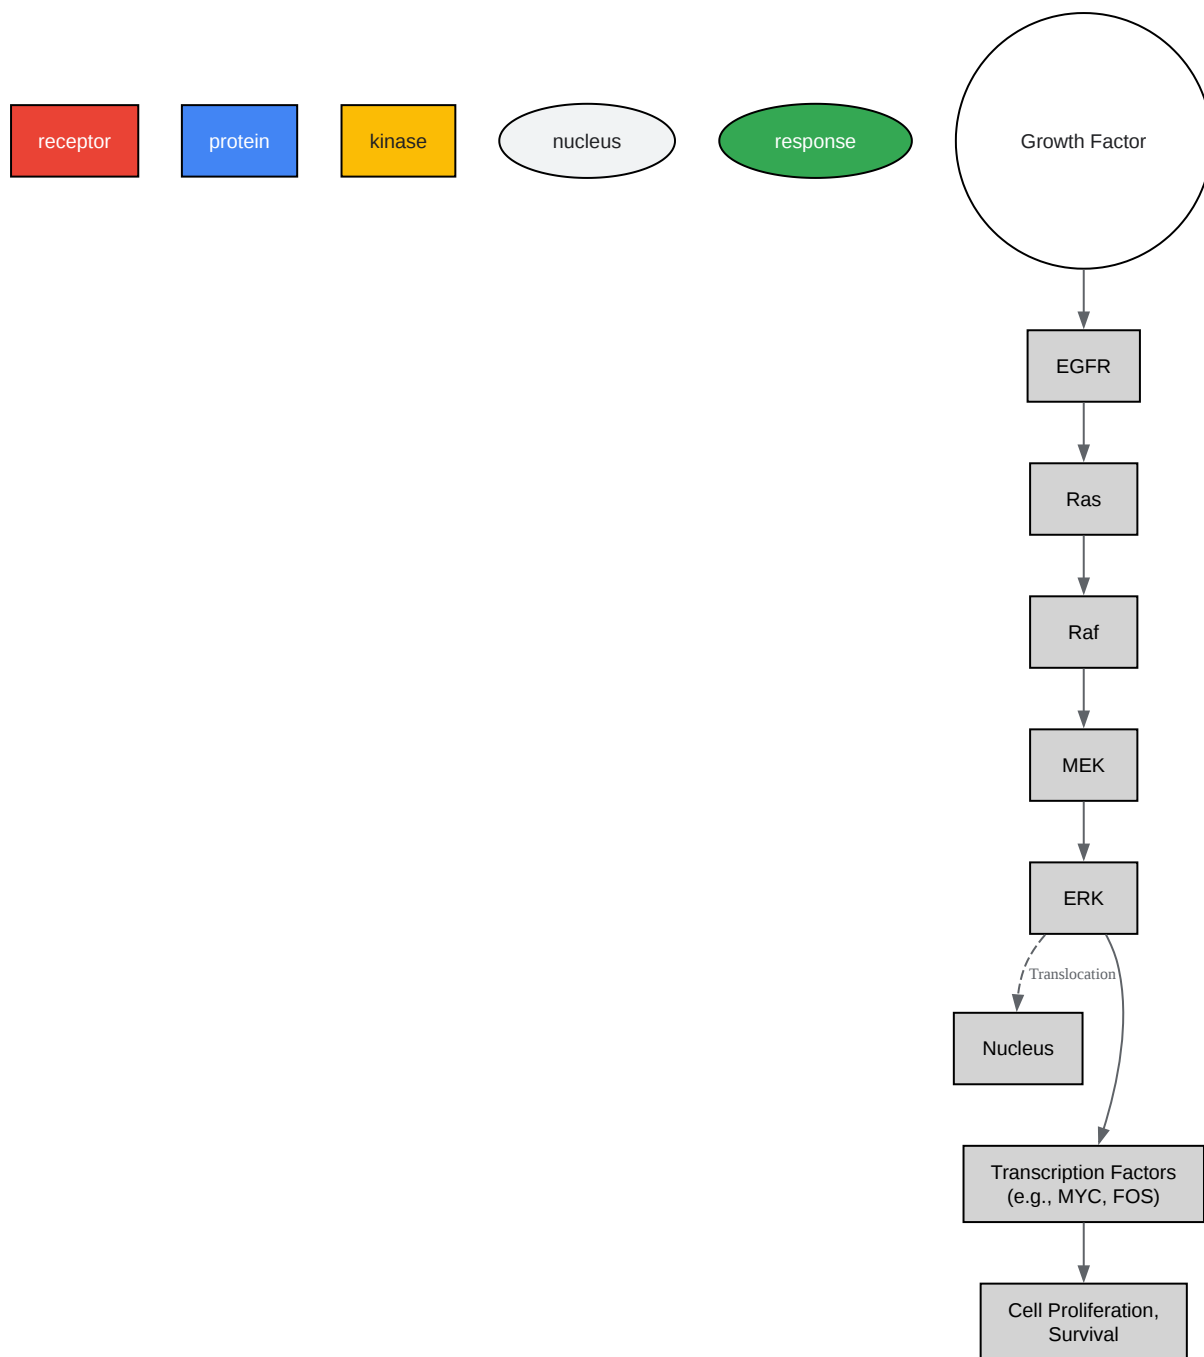 receptor
protein
kinase
nucleus
response
Growth Factor
EGFR
Ras
Raf
MEK
ERK
Translocation
Nucleus
Transcription Factors
(e.g., MYC, FOS)
Cell Proliferation,
Survival